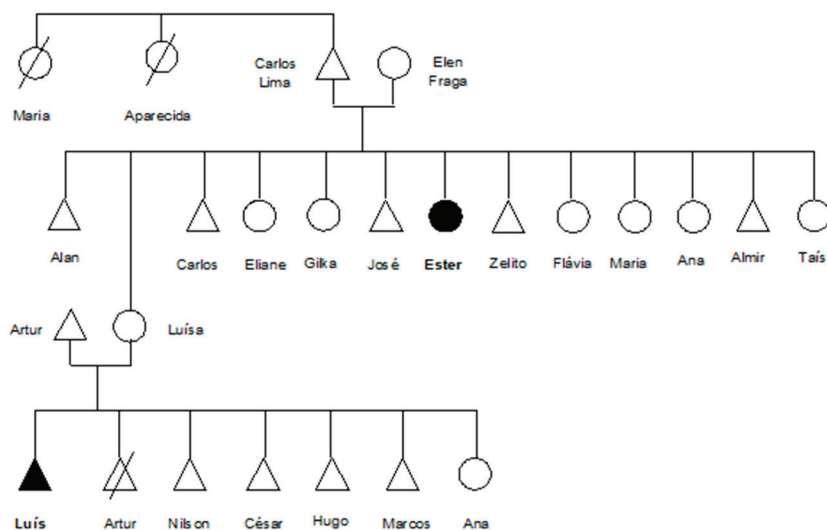 Carlos
Lima
Elen
Fraga
Maria
Aparecida
Alan
Carlos
Eliane
Gilka
José
Ester
Zelito
Flávia
Maria
Ana
Almir
Taís
Artur
Luísa
Luís
Artur
Nilson
César
Hugo
Marcos
Ana